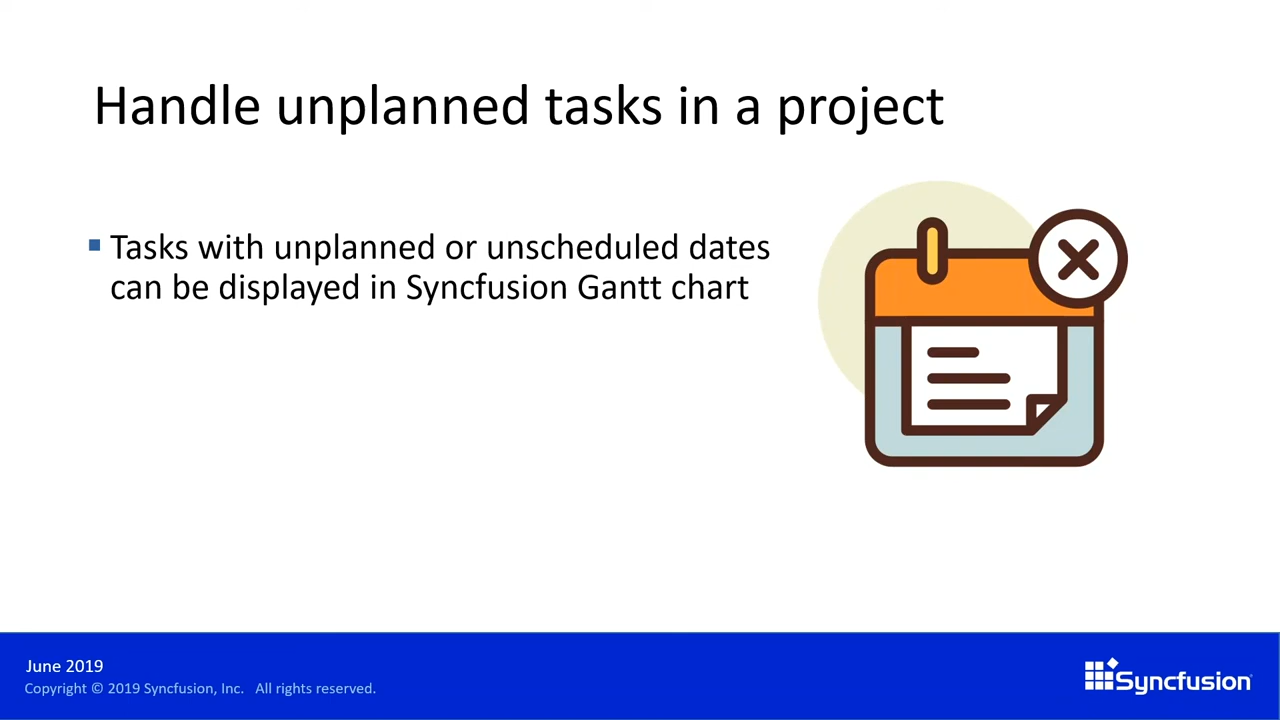 Handle unplanned tasks in a project
▪ Tasks with unplanned or unscheduled dates
can be displayed in Syncfusion Gantt chart
June 2019
Copyright © 2019 Syncfusion, Inc. All rights reserved.
Syncfusion